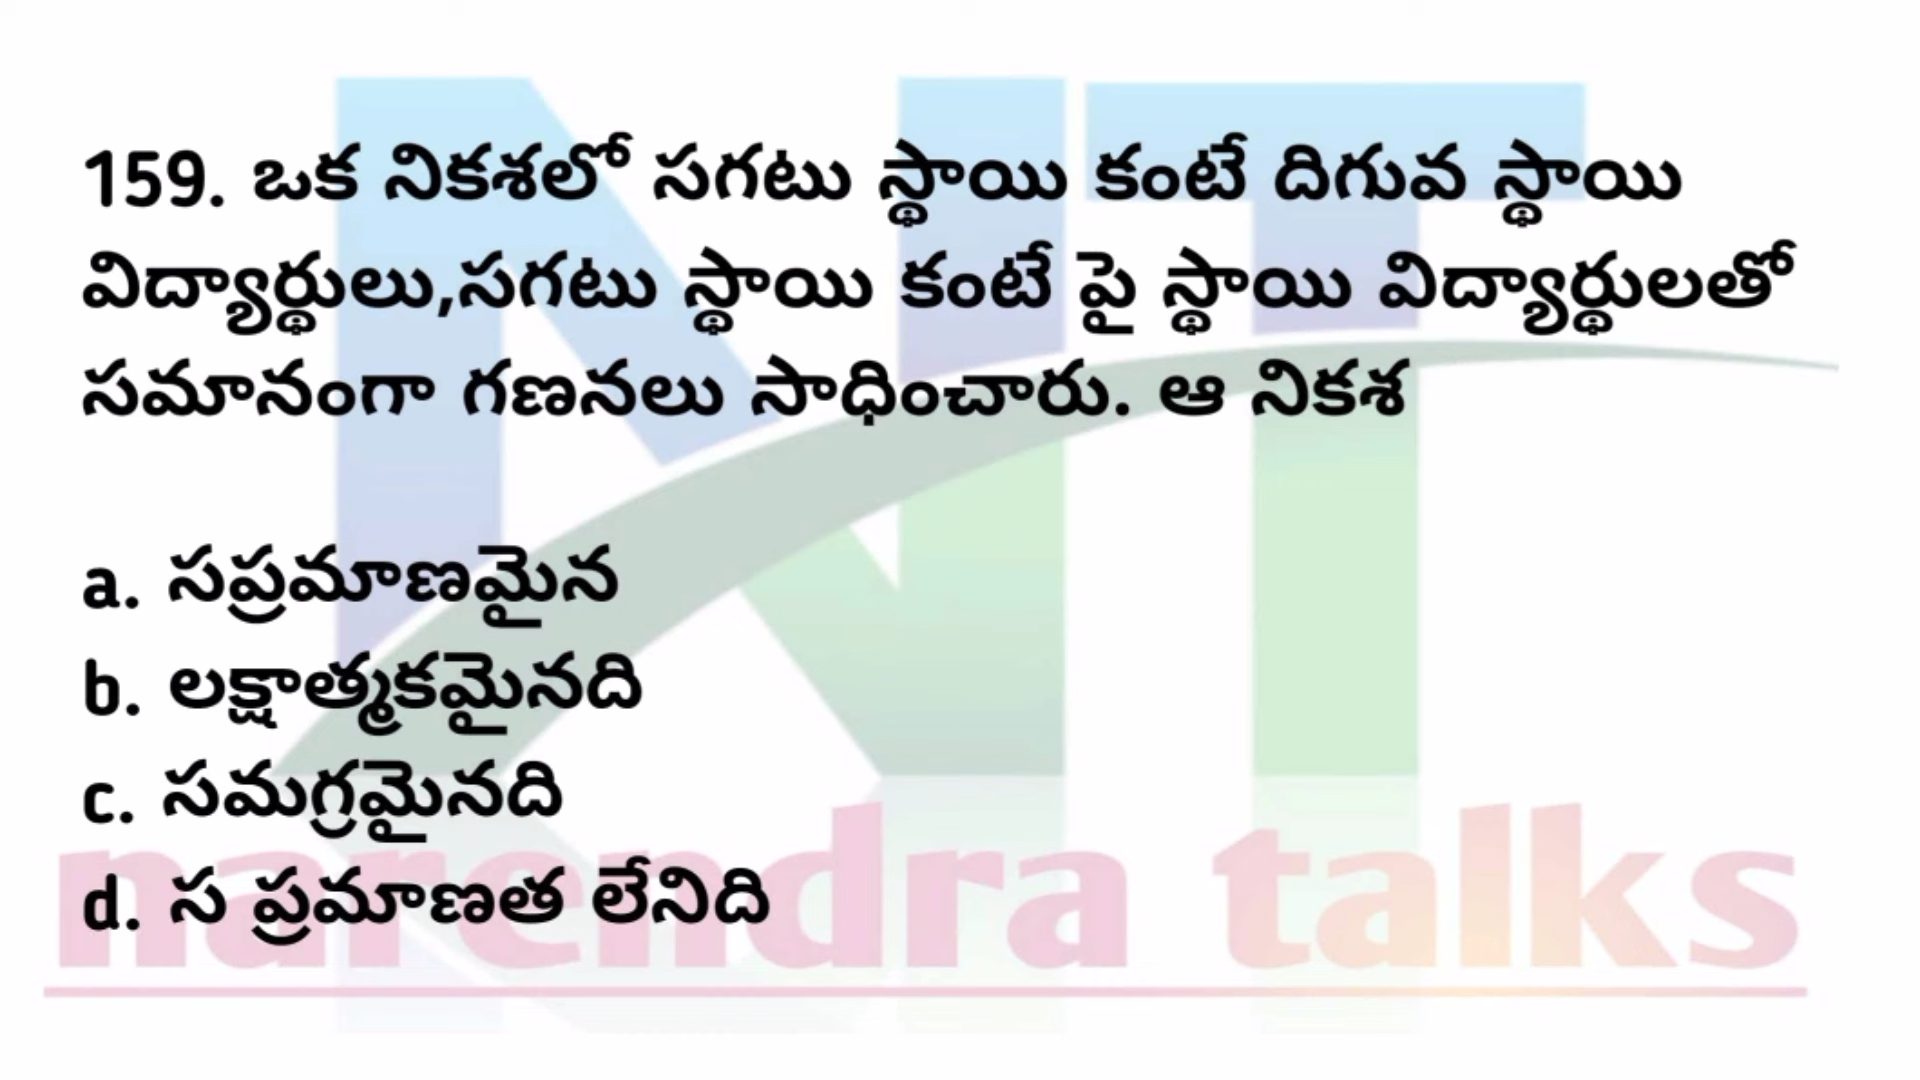 159. ఒక నికశలో సగటు స్థాయి కంటే దిగువ స్థాయి
విద్యార్థులు,సగటు స్థాయి కంటే పై స్థాయి విద్యార్థులతో
సమానంగా గణనలు సాధించారు. ఆ నికశ
a. సప్రమాణమైన
b. లక్షాత్మకమైనది
c. సమగ్రమైనది
d. స ప్రమాణత లేనిది
NT
narendra talks